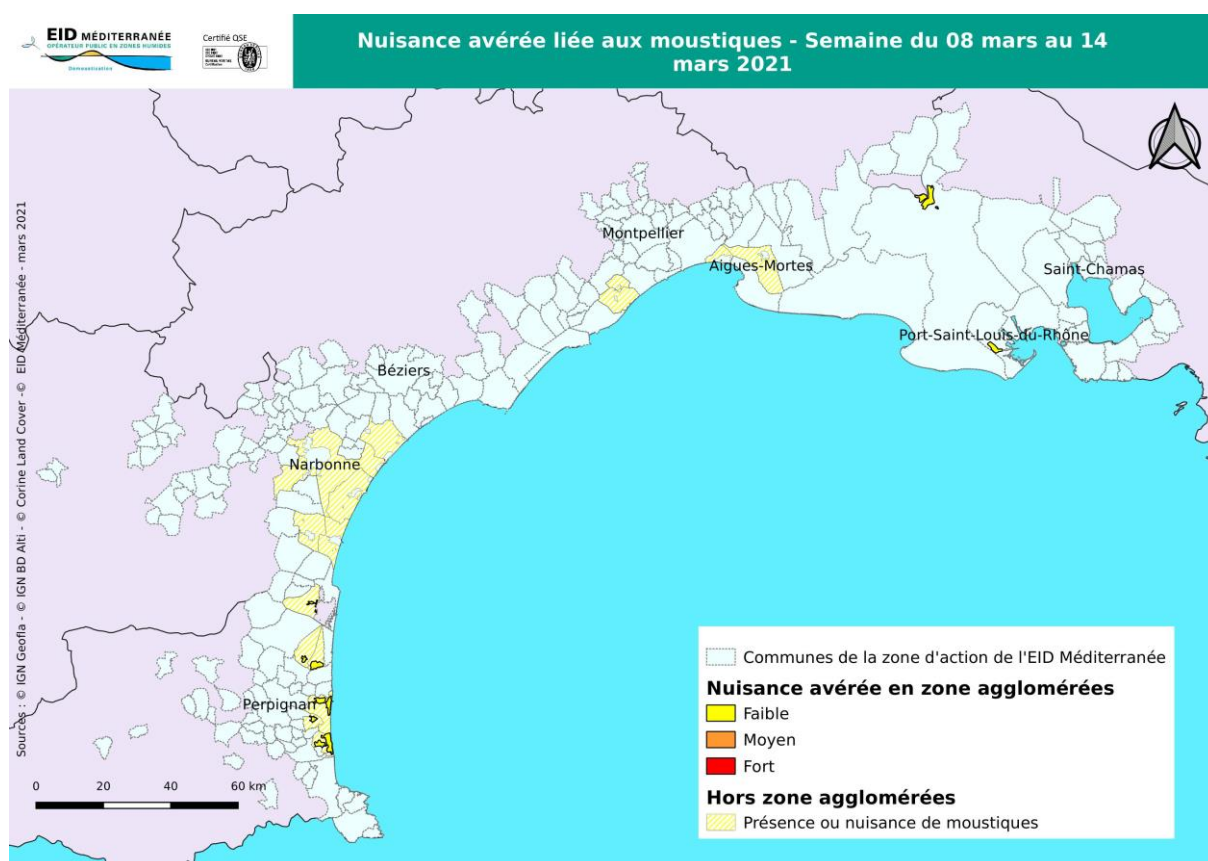 EID MÉDITERRANÉE
OPÉRATEUR PUBLIC EN ZONES HUMIDES
Démoustication
Certifié QSE
Nuisance avérée liée aux moustiques - Semaine du 08 mars au 14
mars 2021
Montpellier
Aigues-Mortes
Saint-Chamas
Port-Saint-Louis-du-Rhône
Béziers
Narbonne
Perpignan
Sources : © IGN Geofla - © IGN BD Alti - © Corine Land Cover -© EID Méditerranée - mars 2021
0 20 40 60 km
Communes de la zone d'action de l'EID Méditerranée
Nuisance avérée en zone agglomérées
Faible
Moyen
Fort
Hors zone agglomérées
Présence ou nuisance de moustiques